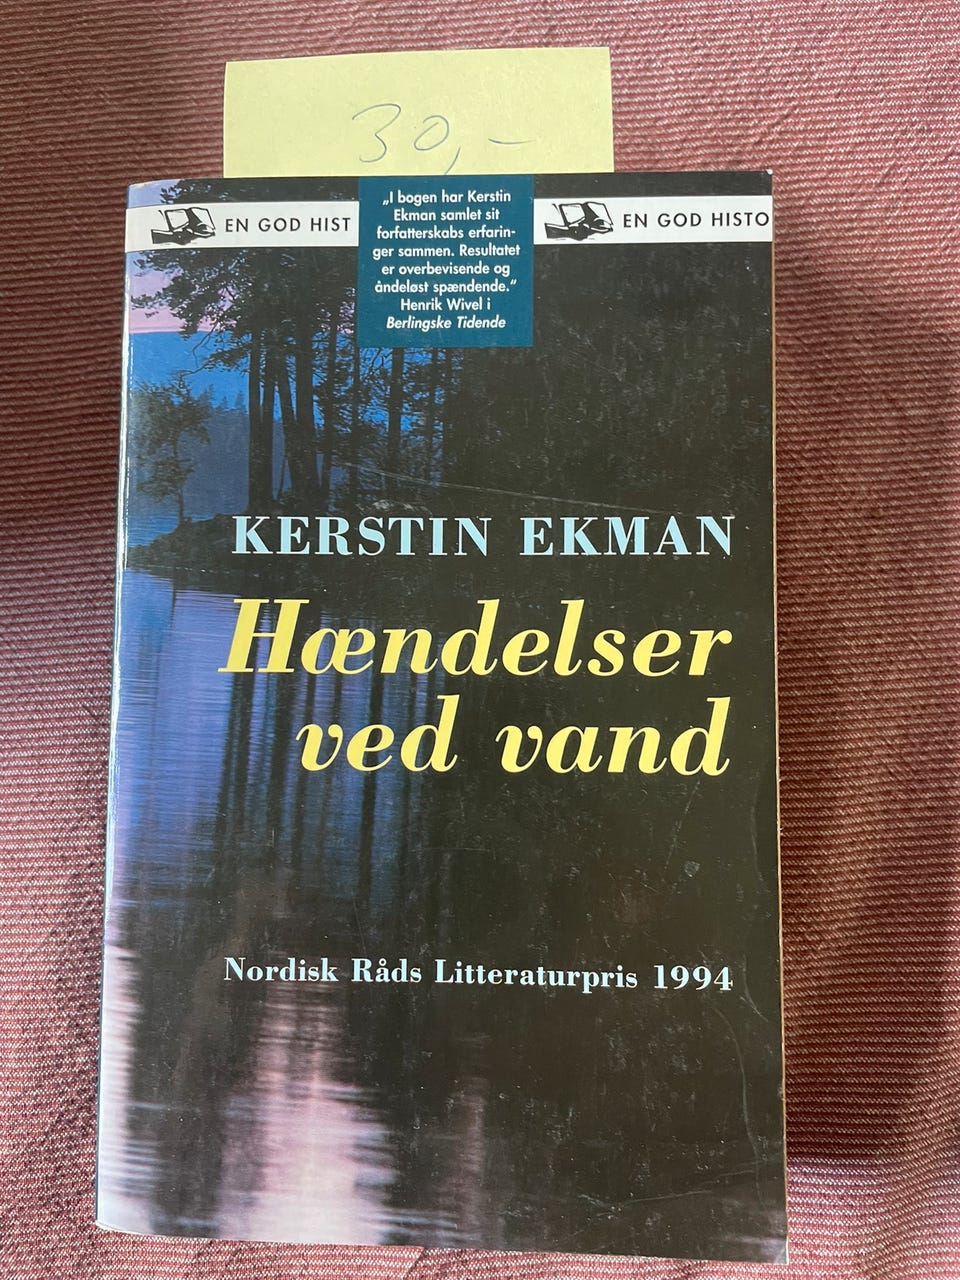 30,-
EN GOD HIST
„I bogen har Kerstin
Ekman samlet sit
forfatterskabs erfarin-
ger sammen. Resultatet
er overbevisende og
åndeløst spændende.“
Henrik Wivel i
Berlingske Tidende
EN GOD HISTO
KERSTIN EKMAN
Hændelser
ved vand
Nordisk Råds Litteraturpris 1994